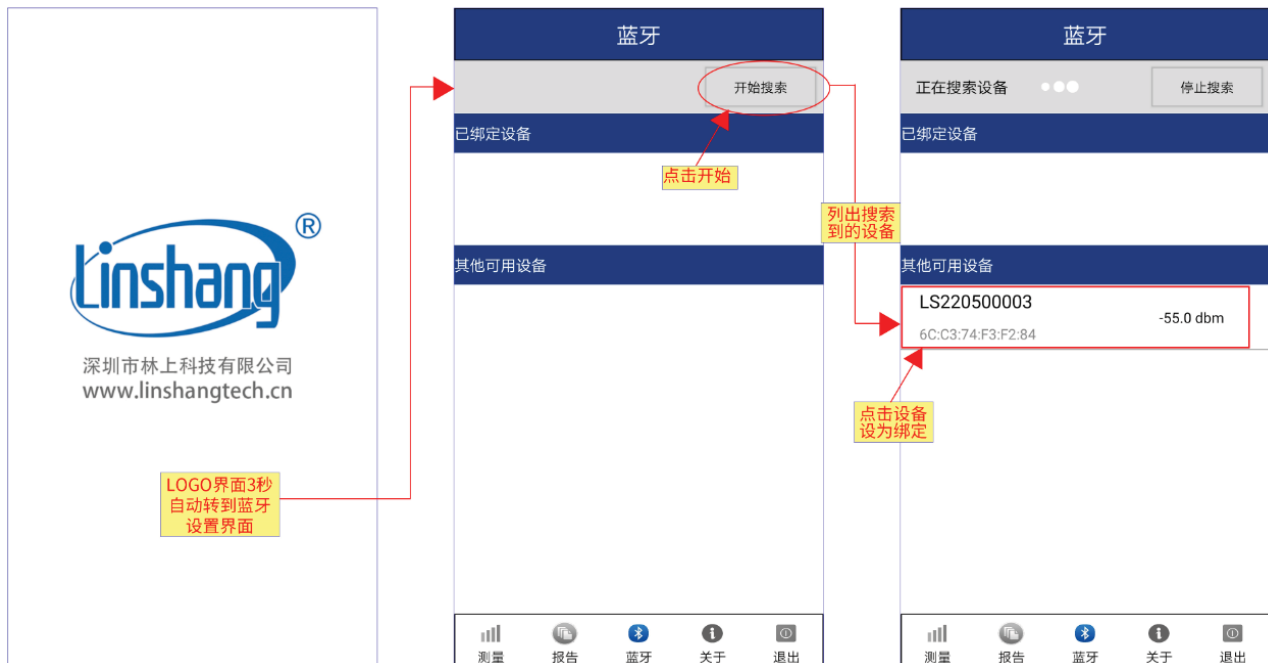 Linshang®
深圳市林上科技有限公司
www.linshangtech.cn
LOGO界面3秒
自动转到蓝牙
设置界面
蓝牙
开始搜索
已绑定设备
点击开始
其他可用设备
测量
报告
蓝牙
关于
退出
列出搜索
到的设备
蓝牙
正在搜索设备
停止搜索
已绑定设备
其他可用设备
LS220500003
-55.0 dbm
6C:C3:74:F3:F2:84
点击设备
设为绑定
测量
报告
蓝牙
关于
退出